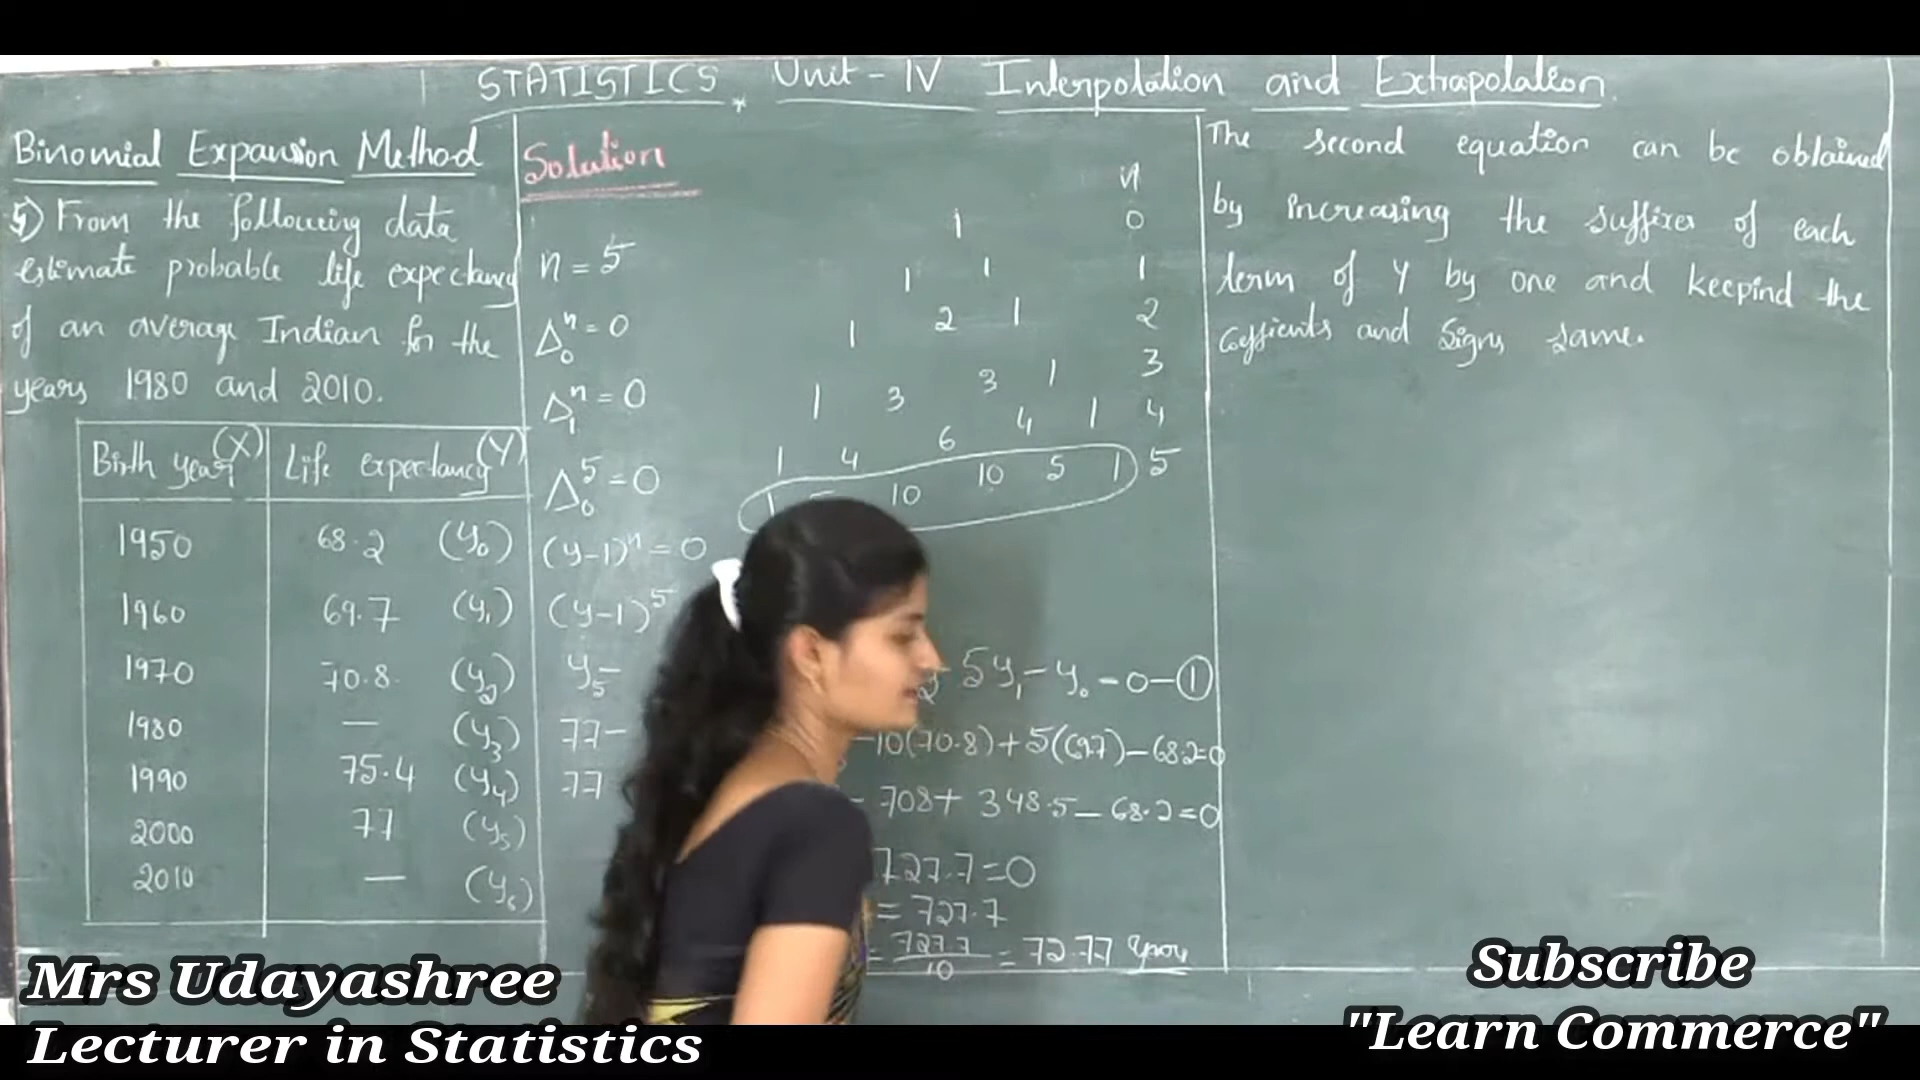 STATISTICS Unit - IV Interpolation and Extrapolation.
Binomial Expansion Method
5) From the following data
estimate probable life expectancy
of an average Indian for the
years 1980 and 2010.
Birth year (X) Life expectancy (Y)
1950 68.2 (y₀)
1960 69.7 (y₁)
1970 70.8 (y₂)
1980 — (y₃)
1990 75.4 (y₄)
2000 77 (y₅)
2010 — (y₆)
Solution
n = 5
Δ₀ⁿ = 0
Δ₁ⁿ = 0
Δ₀⁵ = 0
(y-1)ⁿ = 0
(y-1)⁵
y₅ - 5y₁ - y₀ - 0 - ①
77 - -10(70.8) + 5(69.7) - 68.2 = 0
77 - 708 + 348.5 - 68.2 = 0
727.7 = 0
= 727.7
= 727.7/10 = 72.77 years
n
1 0
1 1 1
1 2 1 2
1 3 3 1 3
1 4 6 4 1 4
1 10 10 5 1 5
The second equation can be obtained
by increasing the suffixes of each
term of Y by one and keepind the
Coffients and Signs same.
Mrs Udayashree
Lecturer in Statistics
Subscribe
"Learn Commerce"